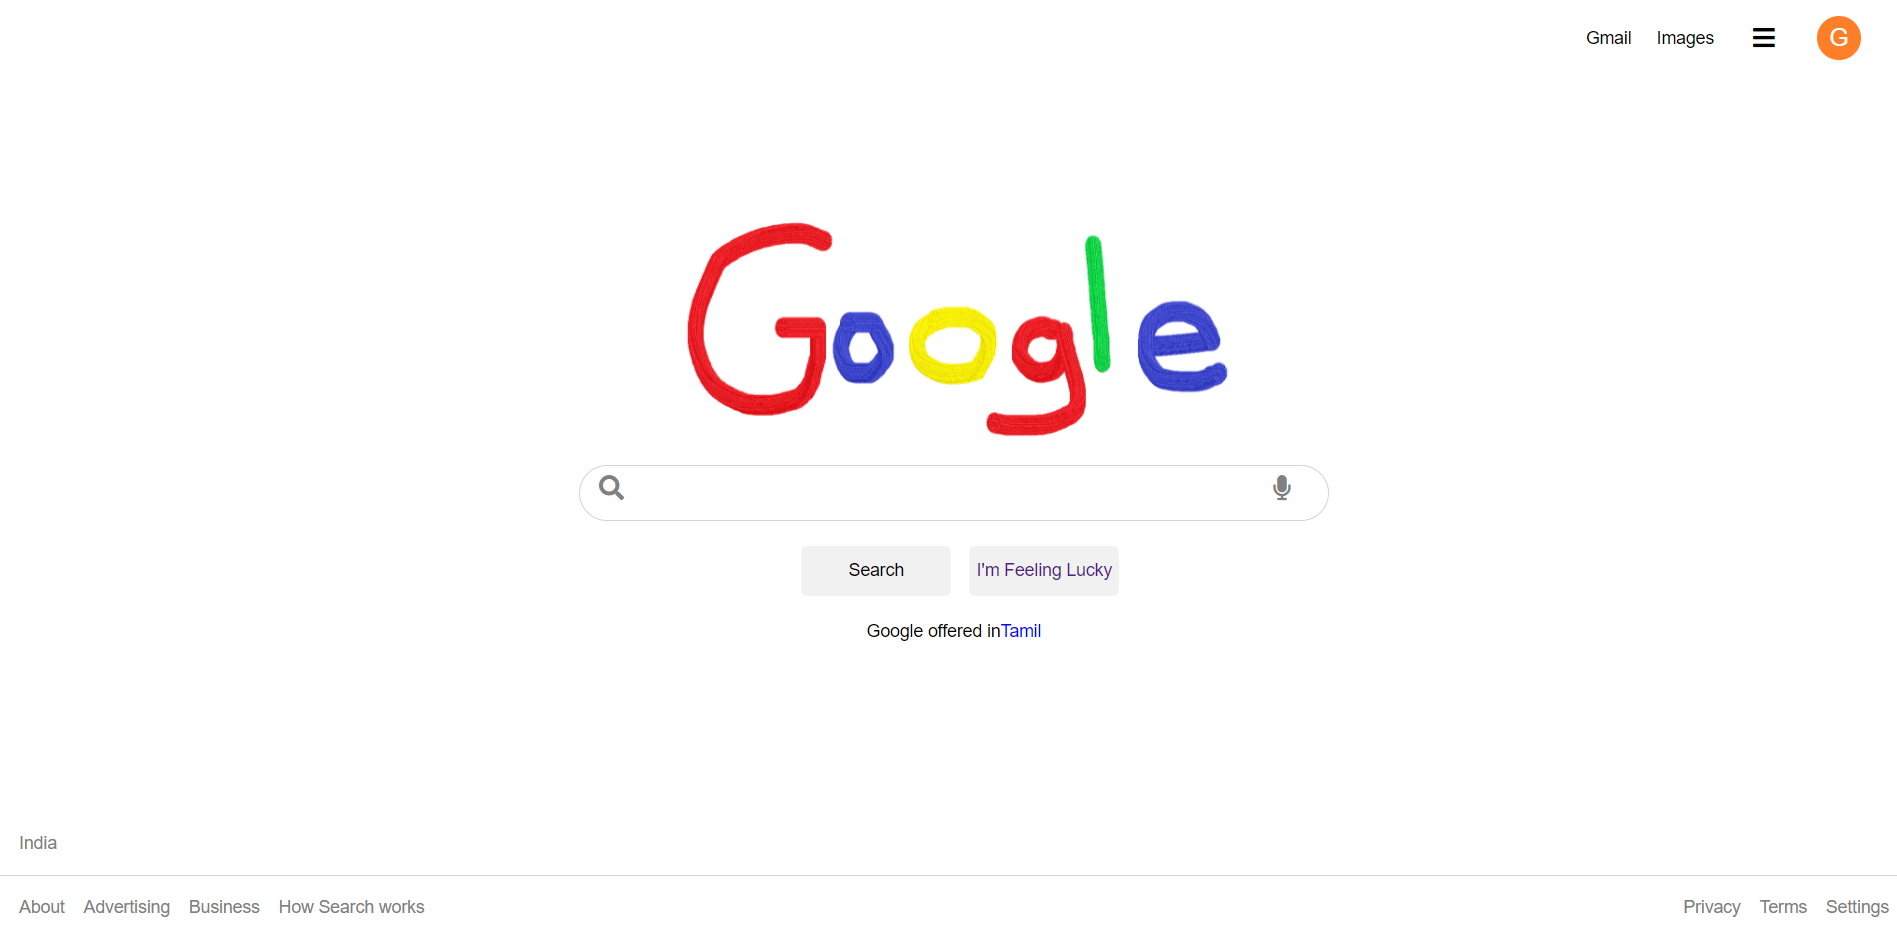 Gmail Images
G
Google
Search I'm Feeling Lucky
Google offered inTamil
India
About Advertising Business How Search works Privacy Terms Settings